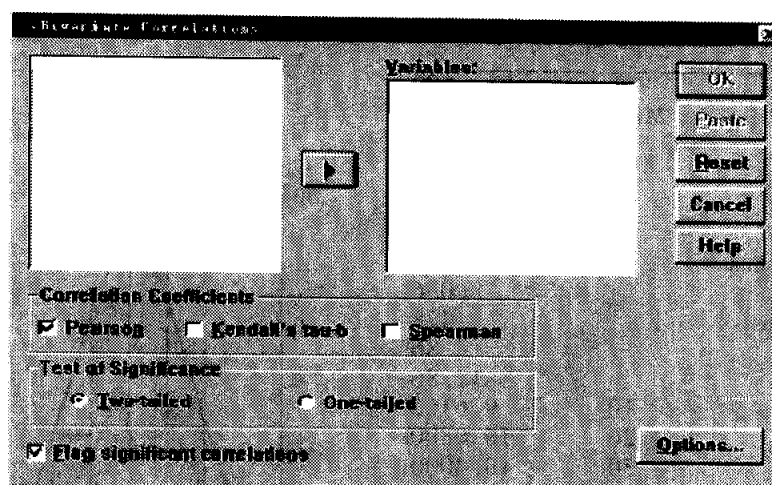 Bivariate Correlations
Variables:
OK
Paste
Reset
Cancel
Help
Correlation Coefficients
Pearson Kendall's tau-b Spearman
Test of Significance
Two-tailed One-tailed
Flag significant correlations
Options...